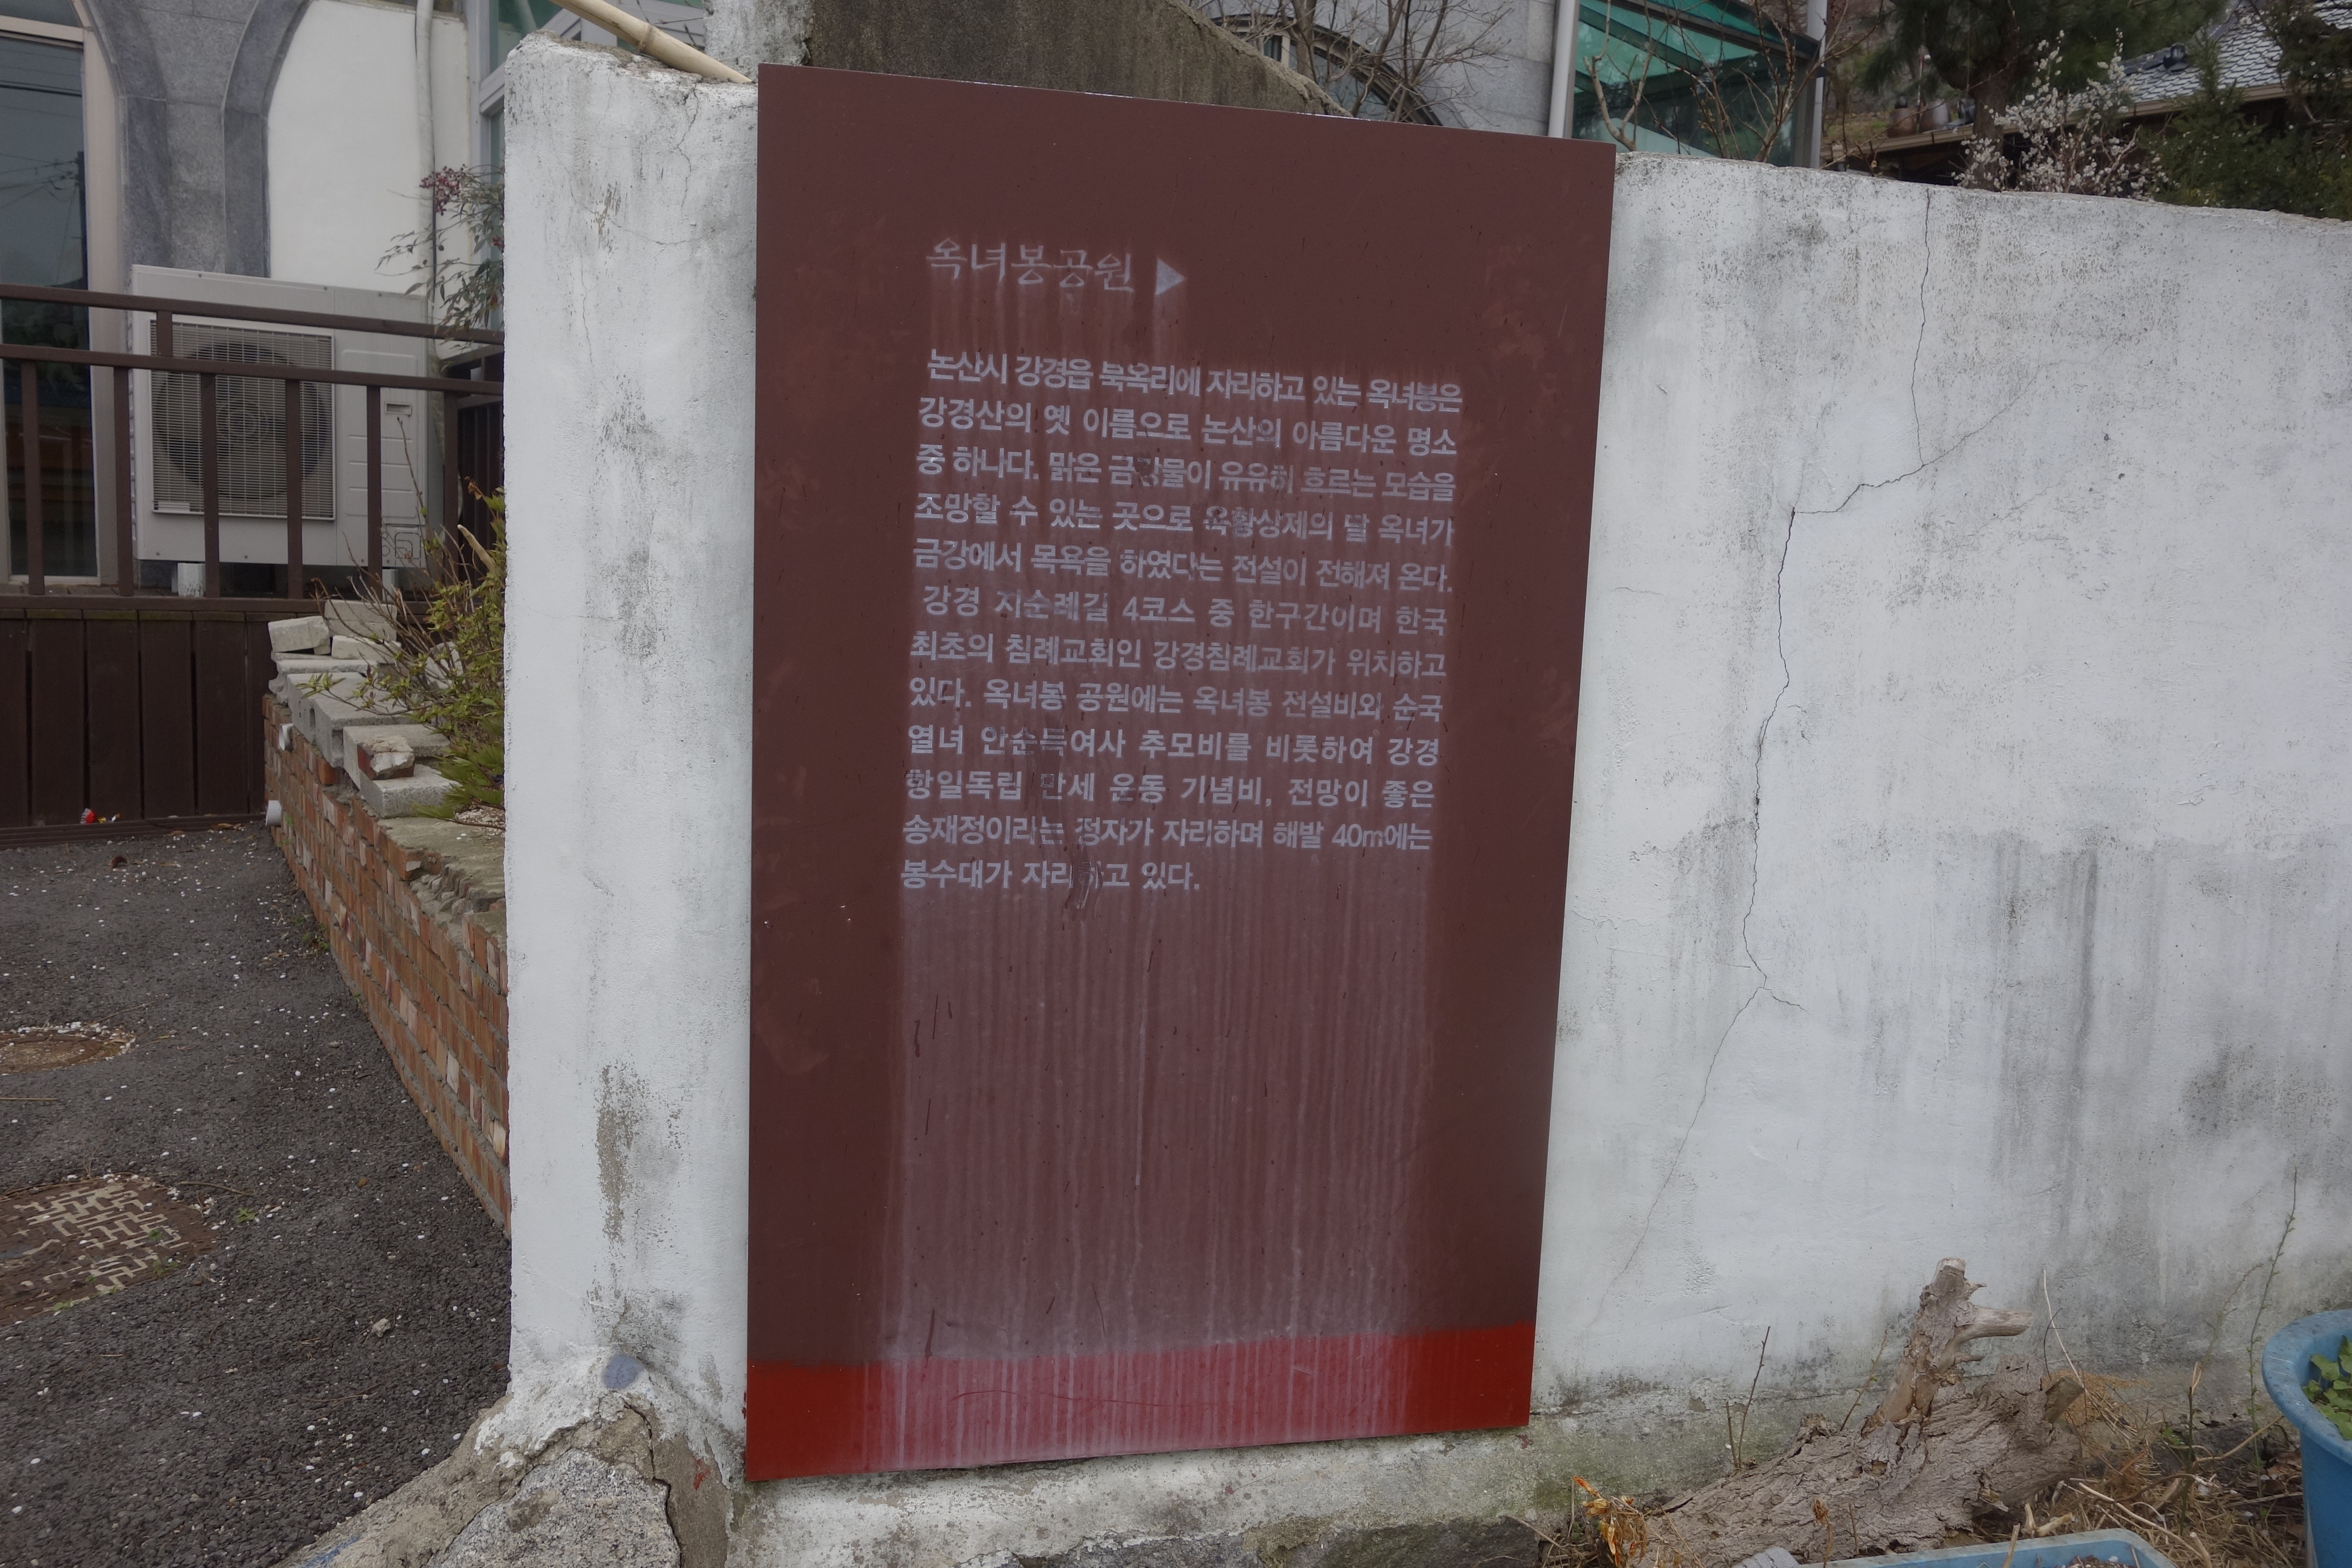 옥녀봉공원 ▶
논산시 강경읍 북옥리에 자리하고 있는 옥녀봉은
강경산의 옛 이름으로 논산의 아름다운 명소
중 하나다. 맑은 금강물이 유유히 흐르는 모습을
조망할 수 있는 곳으로 옥황상제의 딸 옥녀가
금강에서 목욕을 하였다는 전설이 전해져 온다.
강경 지순례길 4코스 중 한구간이며 한국
최초의 침례교회인 강경침례교회가 위치하고
있다. 옥녀봉 공원에는 옥녀봉 전설비와 순국
열녀 안순득여사 추모비를 비롯하여 강경
항일독립 만세 운동 기념비, 전망이 좋은
송재정이라는 정자가 자리하며 해발 40m에는
봉수대가 자리하고 있다.